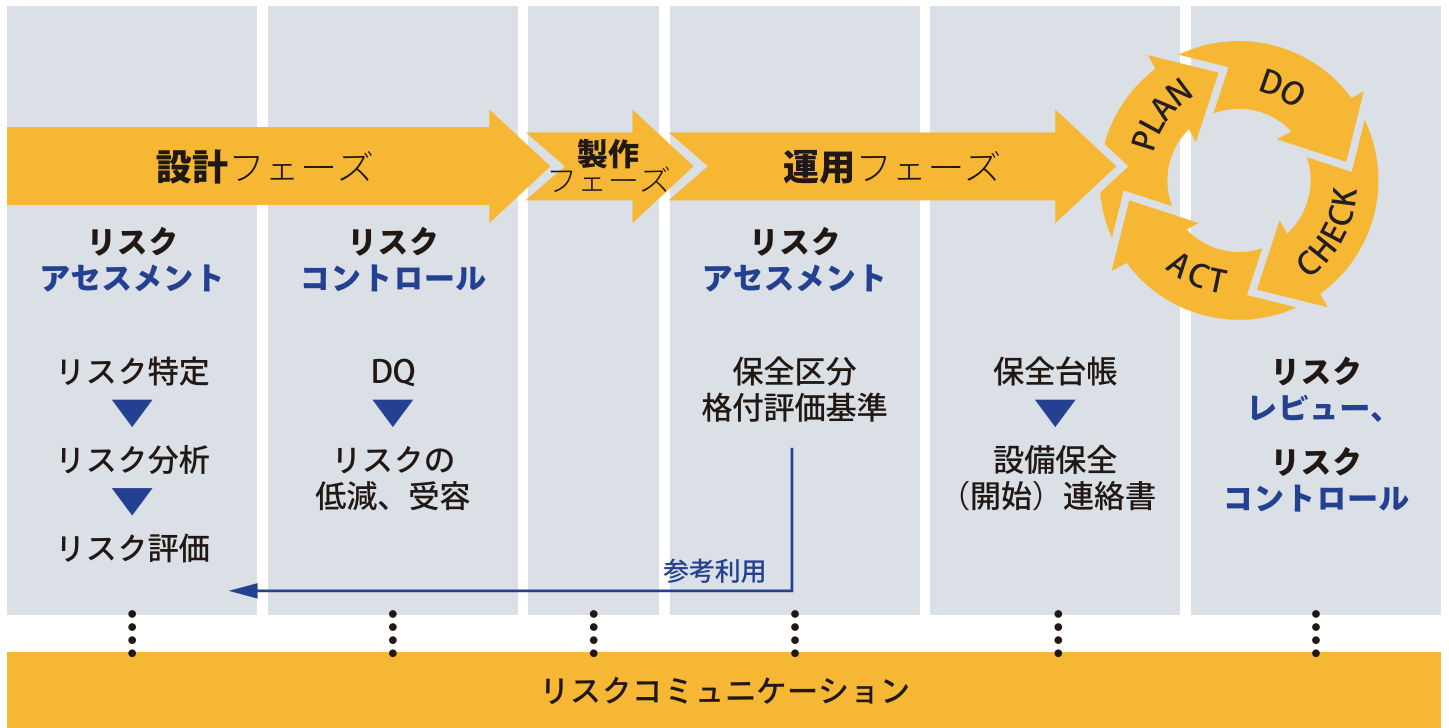 設計フェーズ
製作
フェーズ
運用フェーズ
PLAN
DO
CHECK
ACT
リスク
アセスメント
リスク特定
リスク分析
リスク評価
リスク
コントロール
DQ
リスクの
低減、受容
リスク
アセスメント
保全区分
格付評価基準
参考利用
保全台帳
設備保全
（開始）連絡書
リスク
レビュー、
リスク
コントロール
リスクコミュニケーション